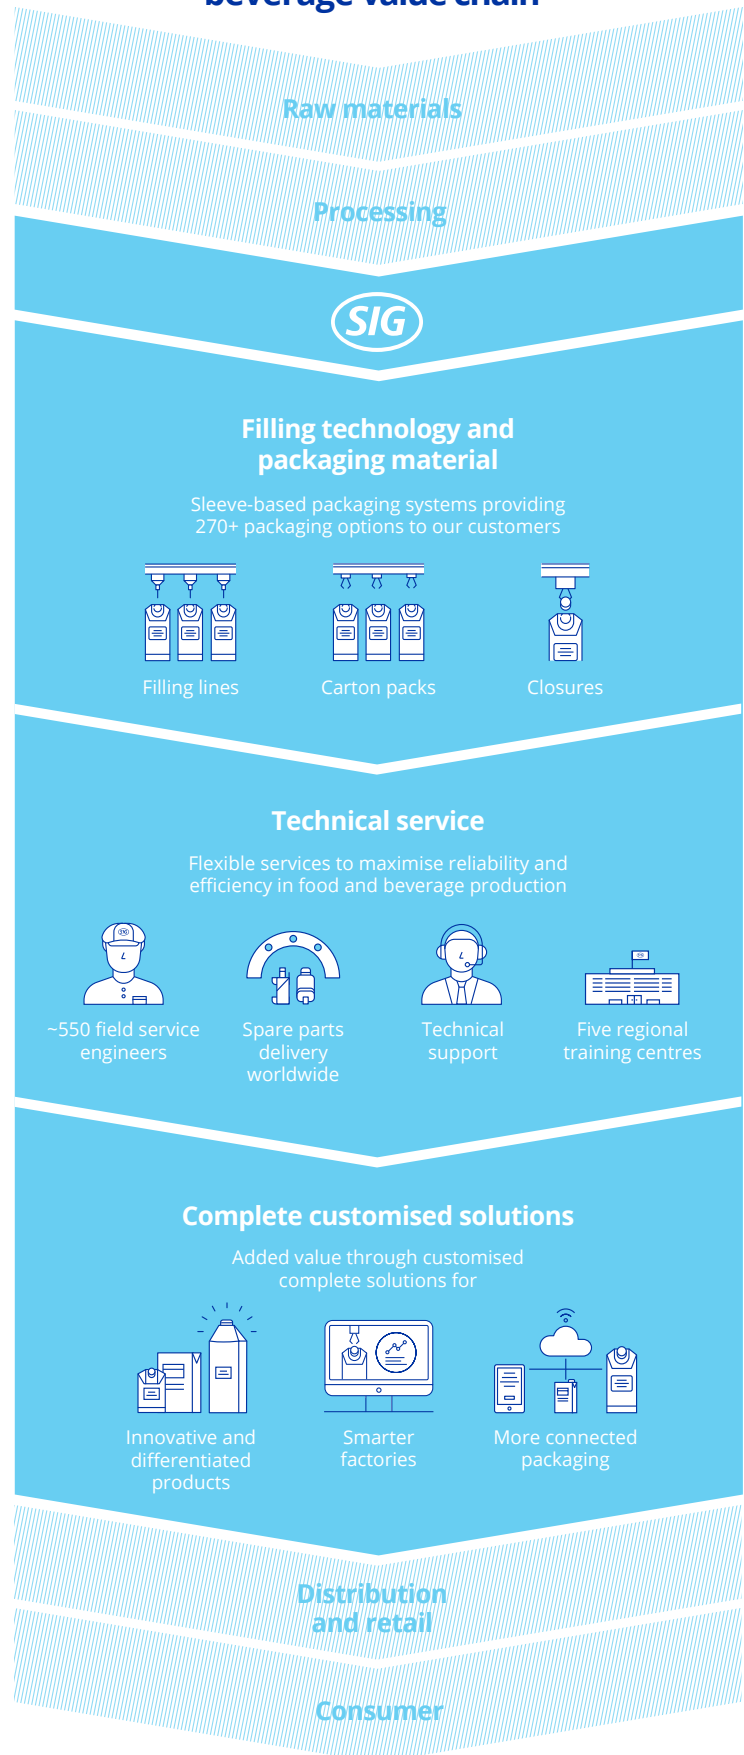 beverage value chain
Raw materials
Processing
SIG
Filling technology and
packaging material
Sleeve-based packaging systems providing
270+ packaging options to our customers
Filling lines
Carton packs
Closures
Technical service
Flexible services to maximise reliability and
efficiency in food and beverage production
~550 field service
engineers
Spare parts
delivery
worldwide
Technical
support
Five regional
training centres
Complete customised solutions
Added value through customised
complete solutions for
Innovative and
differentiated
products
Smarter
factories
More connected
packaging
Distribution
and retail
Consumer